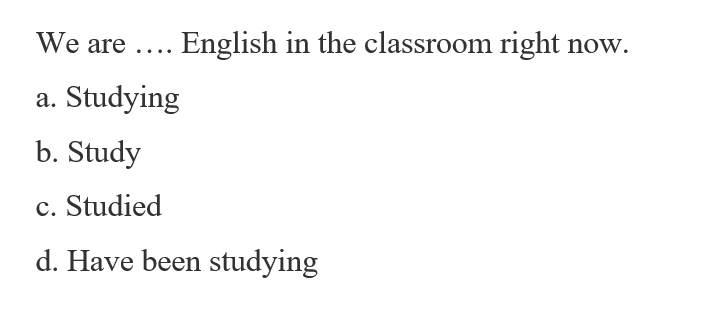 We are …. English in the classroom right now.
a. Studying
b. Study
c. Studied
d. Have been studying